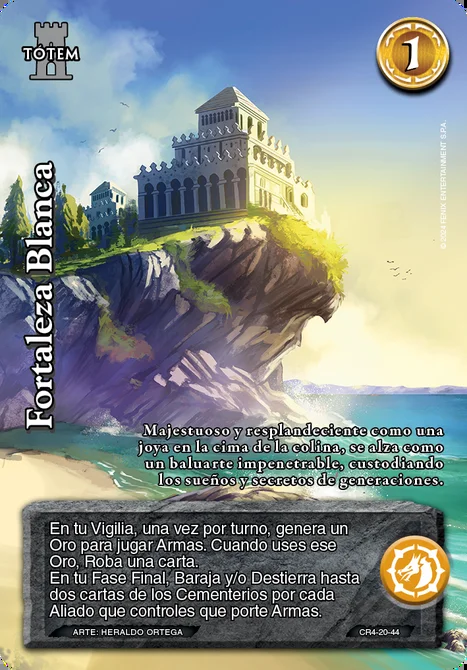 TÓTEM
1
Fortaleza Blanca
© 2024 FENIX ENTERTAINMENT S.P.A.
Majestuoso y resplandeciente como una
joya en la cima de la colina, se alza como
un baluarte impenetrable, custodiando
los sueños y secretos de generaciones.
En tu Vigilia, una vez por turno, genera un
Oro para jugar Armas. Cuando uses ese
Oro, Roba una carta.
En tu Fase Final, Baraja y/o Destierra hasta
dos cartas de los Cementerios por cada
Aliado que controles que porte Armas.
ARTE: HERALDO ORTEGA
CR4-20-44